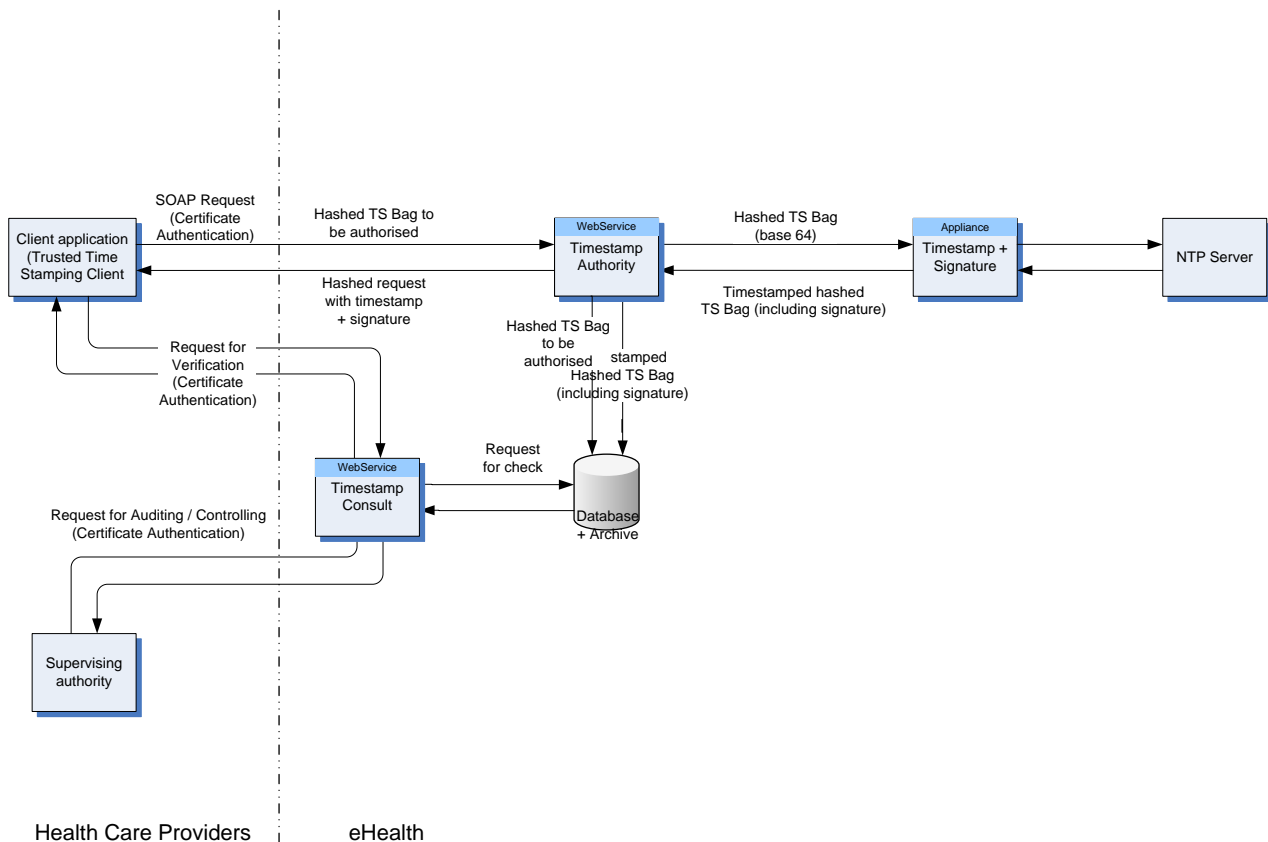 SOAP Request
(Certificate
Authentication)
Hashed TS Bag to
be authorised
WebService
Timestamp
Authority
Hashed TS Bag
(base 64)
Appliance
Timestamp +
Signature
NTP Server
Client application
(Trusted Time
Stamping Client
Hashed request
with timestamp
+ signature
Timestamped hashed
TS Bag (including signature)
Hashed TS Bag
to be
authorised
stamped
Hashed TS Bag
(including signature)
Request for
Verification
(Certificate
Authentication)
WebService
Timestamp
Consult
Request
for check
Database
+ Archive
Request for Auditing / Controlling
(Certificate Authentication)
Supervising
authority
Health Care Providers
eHealth